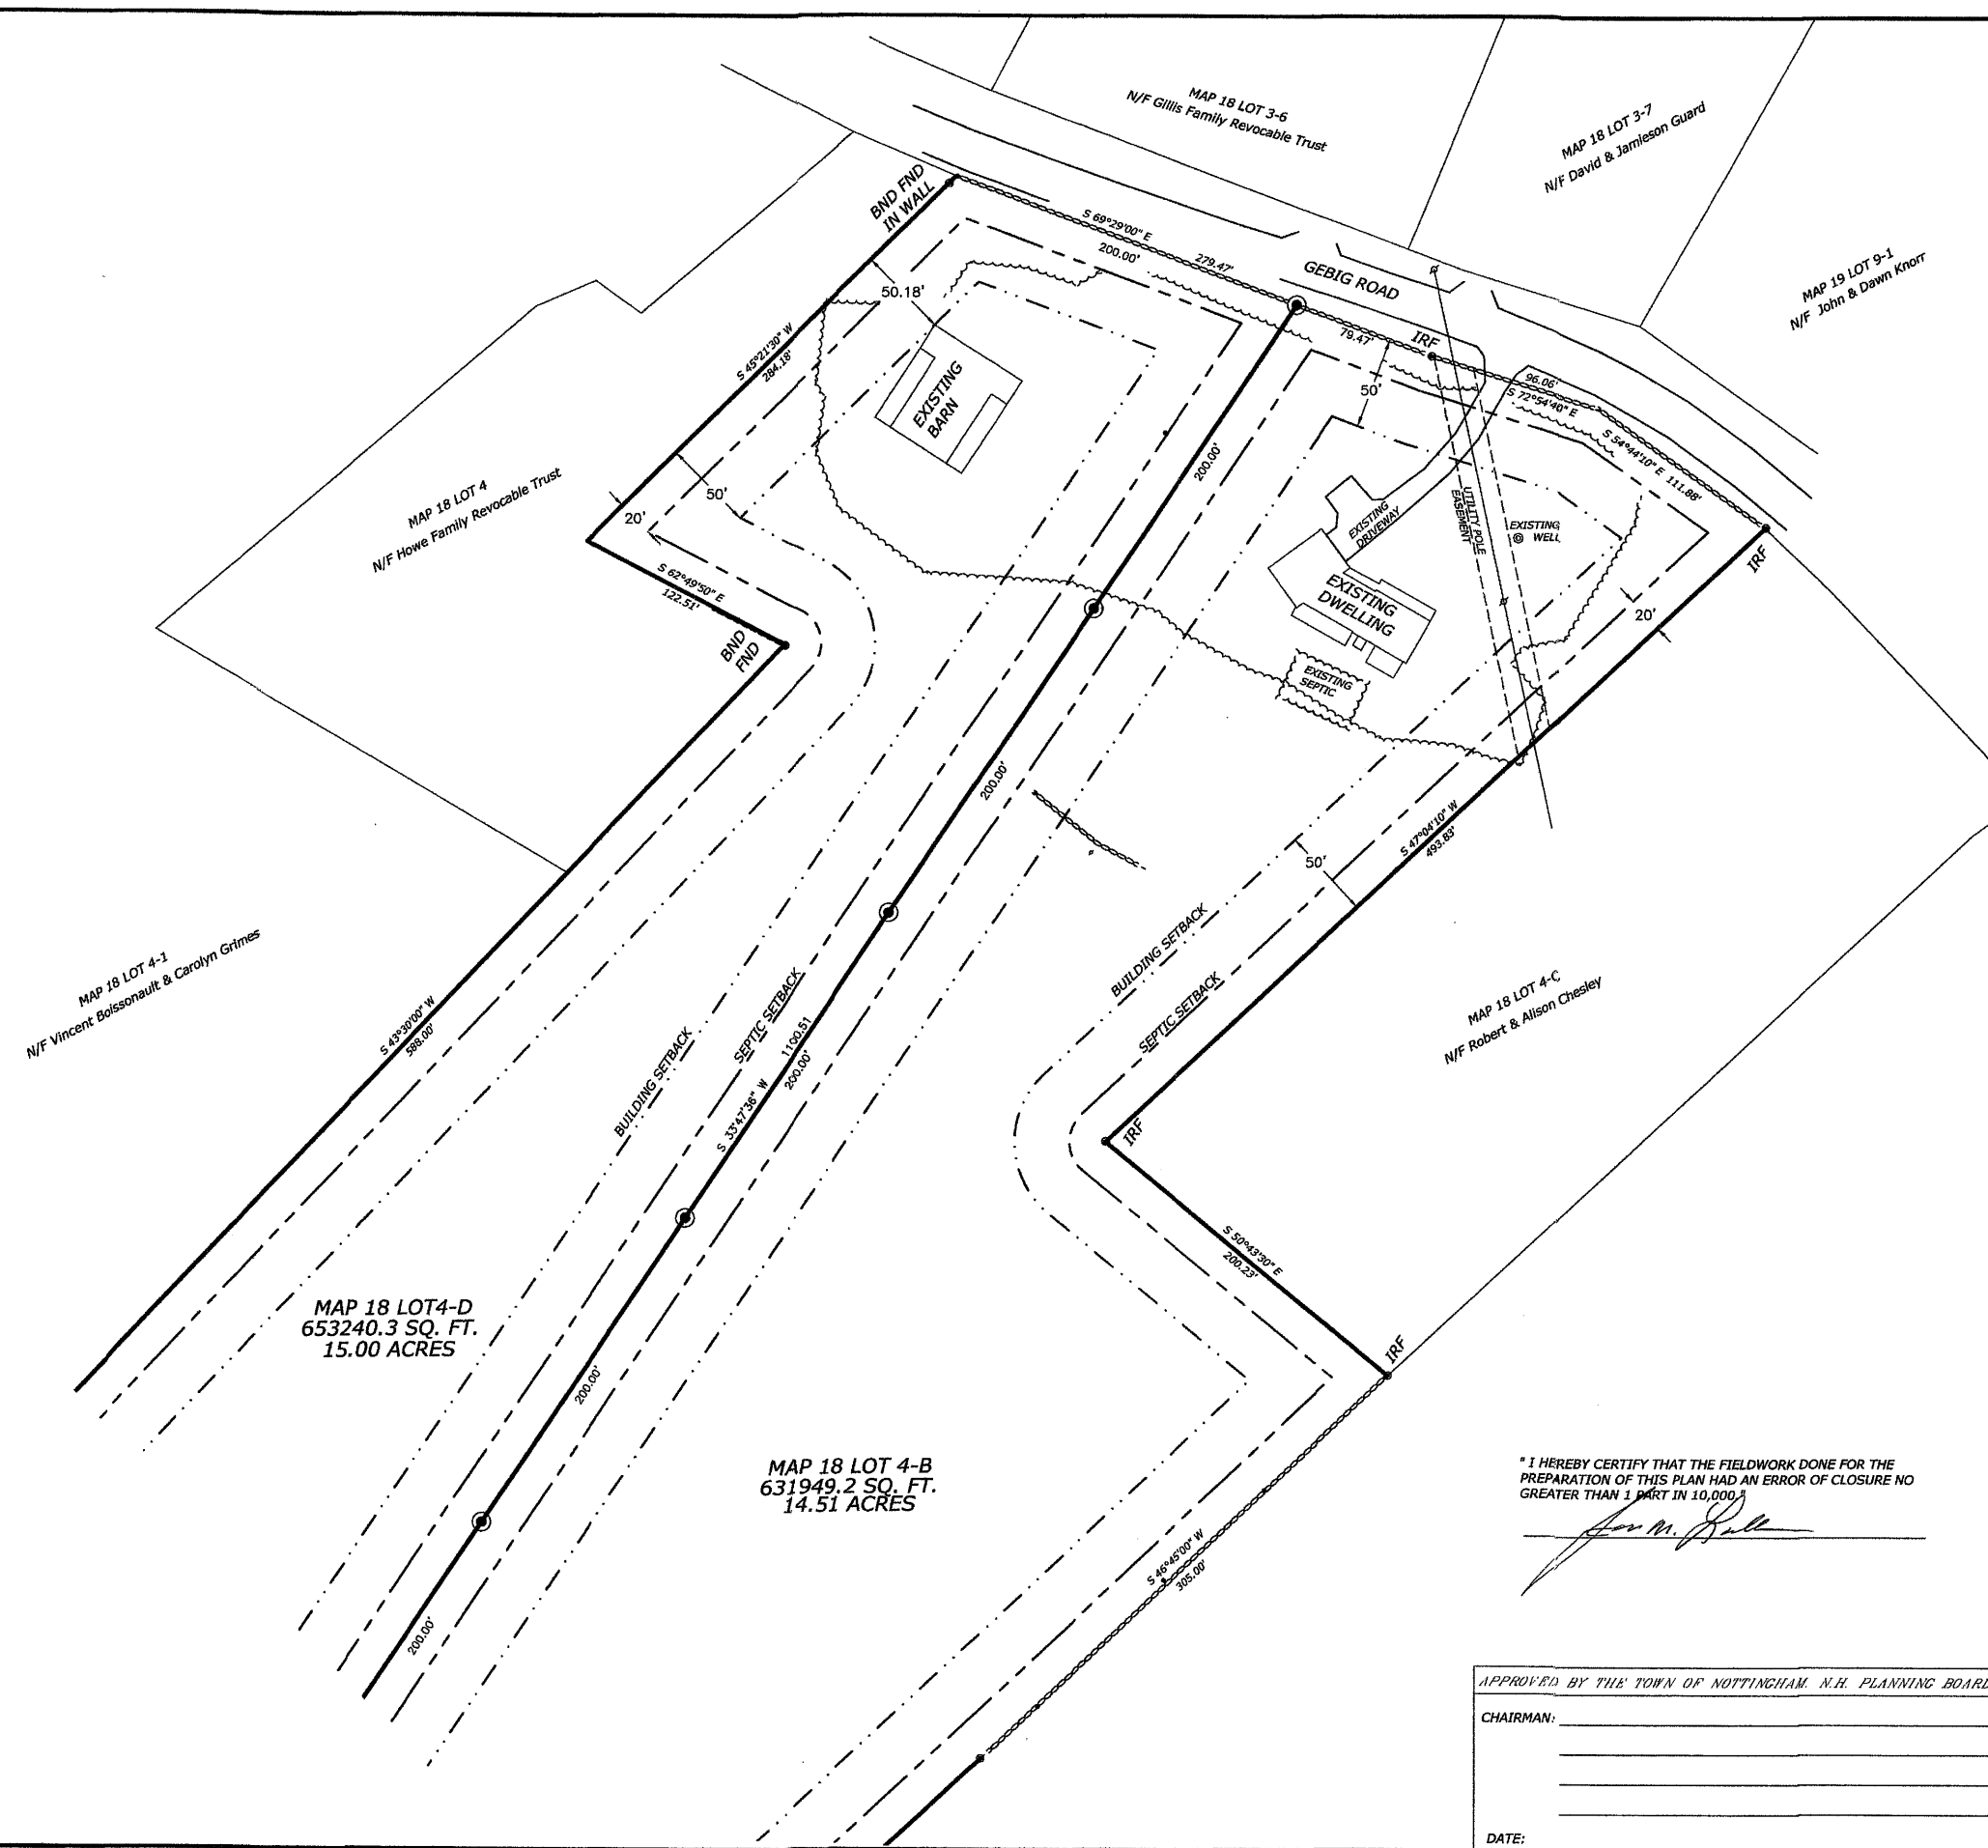 MAP 18 LOT 3-6
N/F Gillis Family Revocable Trust
MAP 18 LOT 3-7
N/F David & Jamieson Guard
MAP 19 LOT 9-1
N/F John & Dawn Knorr
BND FND
IN WALL
S 69°29'00" E
200.00'
279.47'
GEBIG ROAD
50.18'
79.47'
IRF
50'
96.06'
S 72°54'40" E
S 54°44'10" E 111.88'
IRF
S 45°21'30" W
284.18'
EXISTING
BARN
200.00'
MAP 18 LOT 4
N/F Howe Family Revocable Trust
50'
20'
EXISTING
DRIVEWAY
UTILITY POLE
EASEMENT
EXISTING
WELL
S 62°49'50" E
122.51'
BND
FND
EXISTING
DWELLING
20'
EXISTING
SEPTIC
200.00'
S 47°04'10" W
493.83'
50'
MAP 18 LOT 4-1
N/F Vincent Boissonault & Carolyn Grimes
S 43°30'00" W
588.00'
BUILDING SETBACK
SEPTIC SETBACK
S 33°47'36" W 1100.51
200.00'
BUILDING SETBACK
SEPTIC SETBACK
MAP 18 LOT 4-C
N/F Robert & Alison Chesley
IRF
S 50°43'30" E
200.23'
IRF
MAP 18 LOT4-D
653240.3 SQ. FT.
15.00 ACRES
200.00'
MAP 18 LOT 4-B
631949.2 SQ. FT.
14.51 ACRES
200.00'
S 46°45'00" W
305.00'
" I HEREBY CERTIFY THAT THE FIELDWORK DONE FOR THE
PREPARATION OF THIS PLAN HAD AN ERROR OF CLOSURE NO
GREATER THAN 1 PART IN 10,000."
APPROVED BY THE TOWN OF NOTTINGHAM, N.H. PLANNING BOARD
CHAIRMAN:
DATE: